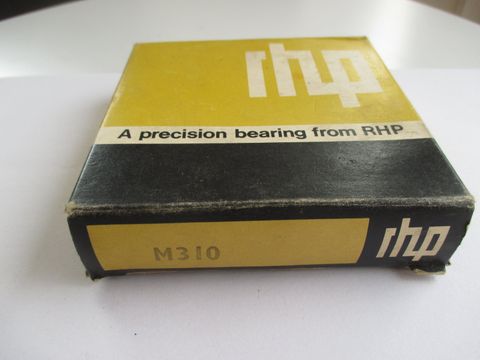 rhp
A precision bearing from RHP
M310
rhp